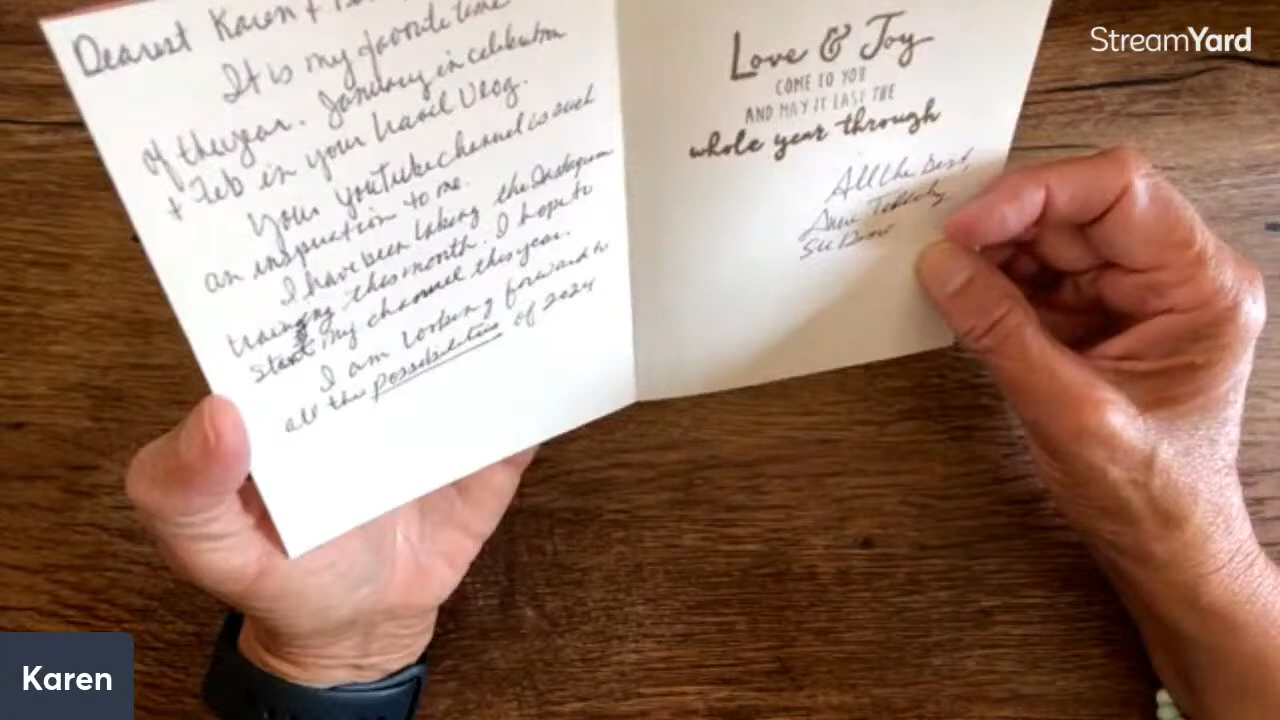 Dearest Karen +
It is my favorite time
of the year. January in celebration
+ Feb in your travel Vlog.
Your youtube channel is such
an inspiration to me.
I have been taking the Instagram
training this month. I hope to
start my channel this year.
I am looking forward to
all the possibilities of 2024
Love & Joy
COME TO YOU
AND MAY IT LAST THE
whole year through
All the Best,
StreamYard
Karen